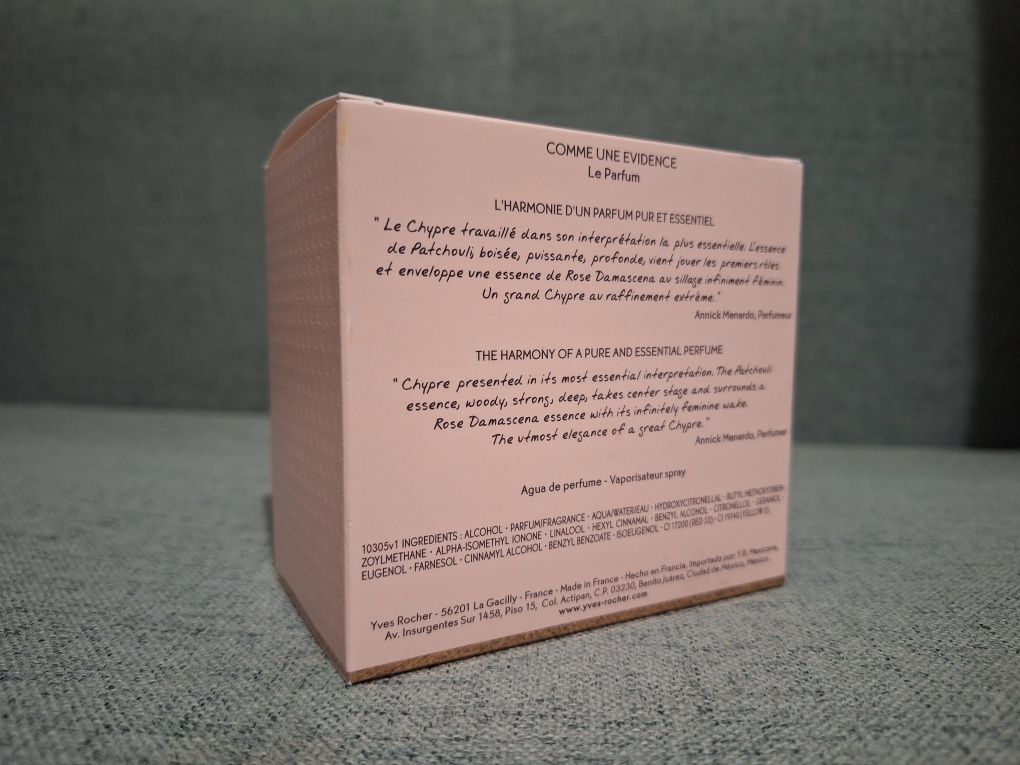 COMME UNE EVIDENCE
Le Parfum
L'HARMONIE D'UN PARFUM PUR ET ESSENTIEL
" Le Chypre travaillé dans son interprétation la plus essentielle. L'essence
de Patchouli, boisée, puissante, profonde, vient jouer les premiers rôles
et enveloppe une essence de Rose Damascena au sillage infiniment féminin.
Un grand Chypre au raffinement extrême."
Annick Menardo, Parfumeur
THE HARMONY OF A PURE AND ESSENTIAL PERFUME
" Chypre presented in its most essential interpretation. The Patchouli
essence, woody, strong, deep, takes center stage and surrounds a
Rose Damascena essence with its infinitely feminine wake.
The utmost elegance of a great Chypre."
Annick Menardo, Perfumer
Agua de perfume - Vaporisateur spray
10305v1 INGREDIENTS : ALCOHOL · PARFUM/FRAGRANCE · AQUA/WATER/EAU · HYDROXYCITRONELLAL · BUTYL METHOXYDIBEN-
ZOYLMETHANE · ALPHA-ISOMETHYL IONONE · LINALOOL · HEXYL CINNAMAL · BENZYL ALCOHOL · CITRONELLOL · GERANIOL ·
EUGENOL · FARNESOL · CINNAMYL ALCOHOL · BENZYL BENZOATE · ISOEUGENOL · CI 17200 (RED 33) · CI 19140 (YELLOW 5)
Yves Rocher - 56201 La Gacilly - France - Made in France - Hecho en Francia. Importado por: Y.R. Mexicana,
Av. Insurgentes Sur 1458, Piso 15, Col. Actipan, C.P. 03230, Benito Juárez, Ciudad de México, México.
www.yves-rocher.com